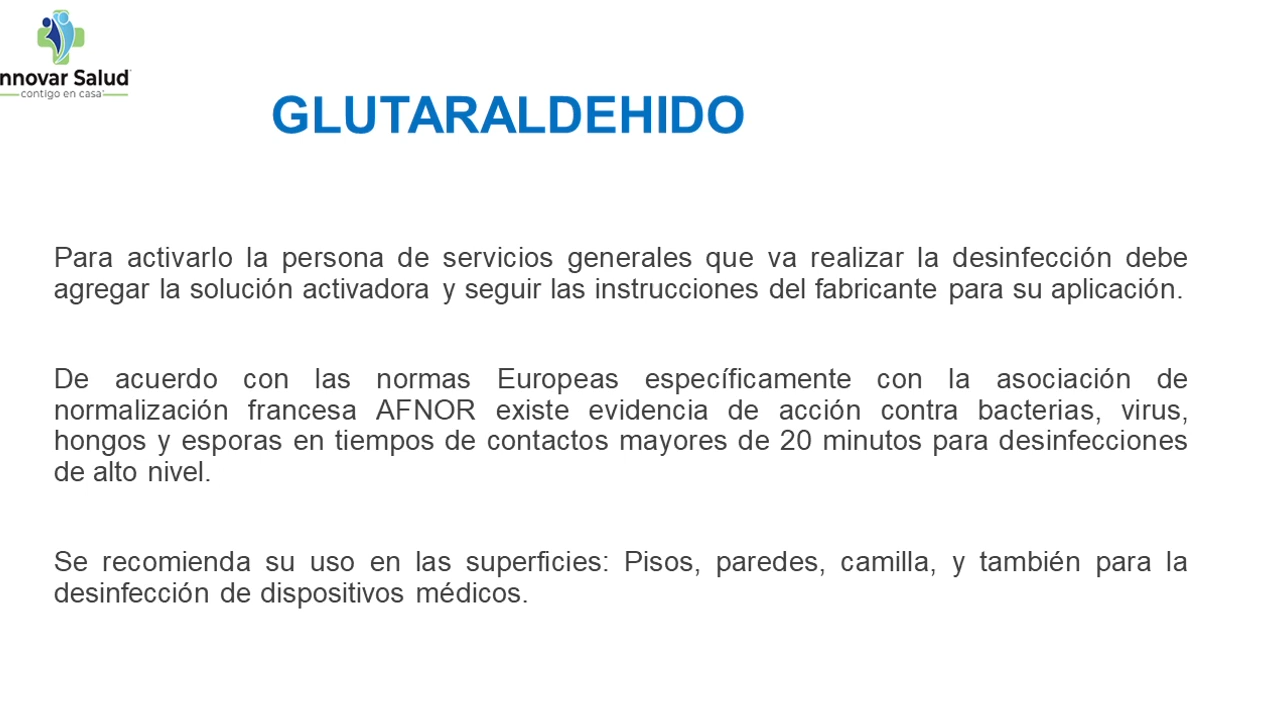 nnovar Salud
contigo en casa
GLUTARALDEHIDO
Para activarlo la persona de servicios generales que va realizar la desinfección debe
agregar la solución activadora y seguir las instrucciones del fabricante para su aplicación.
De acuerdo con las normas Europeas específicamente con la asociación de
normalización francesa AFNOR existe evidencia de acción contra bacterias, virus,
hongos y esporas en tiempos de contactos mayores de 20 minutos para desinfecciones
de alto nivel.
Se recomienda su uso en las superficies: Pisos, paredes, camilla, y también para la
desinfección de dispositivos médicos.